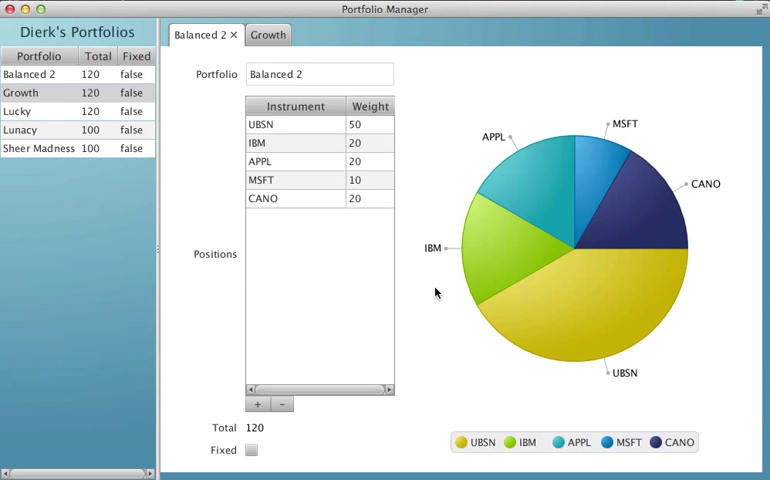 Portfolio Manager
Dierk's Portfolios
Portfolio Total Fixed
Balanced 2 120 false
Growth 120 false
Lucky 120 false
Lunacy 100 false
Sheer Madness 100 false
Balanced 2 ✕ Growth
Portfolio Balanced 2
Instrument Weight
UBSN 50
IBM 20
APPL 20
MSFT 10
CANO 20
Positions
+ -
Total 120
Fixed
MSFT
APPL
CANO
IBM
UBSN
UBSN IBM APPL MSFT CANO